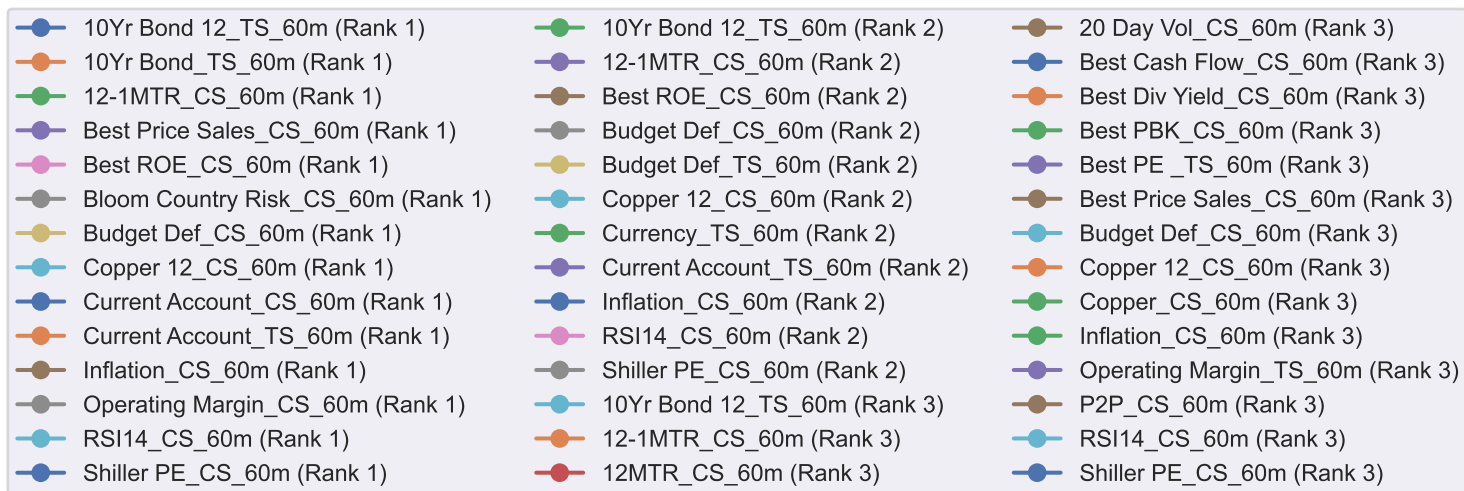 10Yr Bond 12_TS_60m (Rank 1)
10Yr Bond_TS_60m (Rank 1)
12-1MTR_CS_60m (Rank 1)
Best Price Sales_CS_60m (Rank 1)
Best ROE_CS_60m (Rank 1)
Bloom Country Risk_CS_60m (Rank 1)
Budget Def_CS_60m (Rank 1)
Copper 12_CS_60m (Rank 1)
Current Account_CS_60m (Rank 1)
Current Account_TS_60m (Rank 1)
Inflation_CS_60m (Rank 1)
Operating Margin_CS_60m (Rank 1)
RSI14_CS_60m (Rank 1)
Shiller PE_CS_60m (Rank 1)
10Yr Bond 12_TS_60m (Rank 2)
12-1MTR_CS_60m (Rank 2)
Best ROE_CS_60m (Rank 2)
Budget Def_CS_60m (Rank 2)
Budget Def_TS_60m (Rank 2)
Copper 12_CS_60m (Rank 2)
Currency_TS_60m (Rank 2)
Current Account_TS_60m (Rank 2)
Inflation_CS_60m (Rank 2)
RSI14_CS_60m (Rank 2)
Shiller PE_CS_60m (Rank 2)
10Yr Bond 12_TS_60m (Rank 3)
12-1MTR_CS_60m (Rank 3)
12MTR_CS_60m (Rank 3)
20 Day Vol_CS_60m (Rank 3)
Best Cash Flow_CS_60m (Rank 3)
Best Div Yield_CS_60m (Rank 3)
Best PBK_CS_60m (Rank 3)
Best PE _TS_60m (Rank 3)
Best Price Sales_CS_60m (Rank 3)
Budget Def_CS_60m (Rank 3)
Copper 12_CS_60m (Rank 3)
Copper_CS_60m (Rank 3)
Inflation_CS_60m (Rank 3)
Operating Margin_TS_60m (Rank 3)
P2P_CS_60m (Rank 3)
RSI14_CS_60m (Rank 3)
Shiller PE_CS_60m (Rank 3)